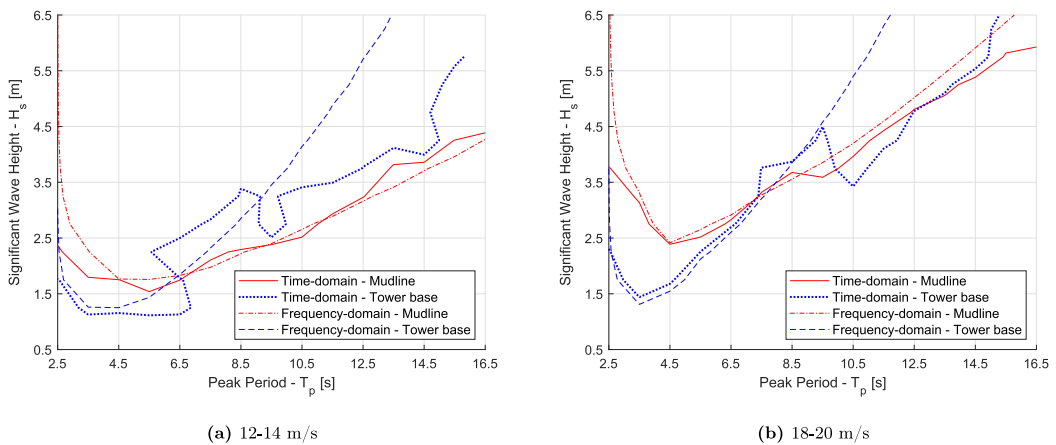 6.5
5.5
4.5
3.5
2.5
1.5
0.5
Significant Wave Height - H_s [m]
2.5 4.5 6.5 8.5 10.5 12.5 14.5 16.5
Peak Period - T_p [s]
Time-domain - Mudline
Time-domain - Tower base
Frequency-domain - Mudline
Frequency-domain - Tower base
(a) 12-14 m/s
6.5
5.5
4.5
3.5
2.5
1.5
0.5
Significant Wave Height - H_s [m]
2.5 4.5 6.5 8.5 10.5 12.5 14.5 16.5
Peak Period - T_p [s]
Time-domain - Mudline
Time-domain - Tower base
Frequency-domain - Mudline
Frequency-domain - Tower base
(b) 18-20 m/s